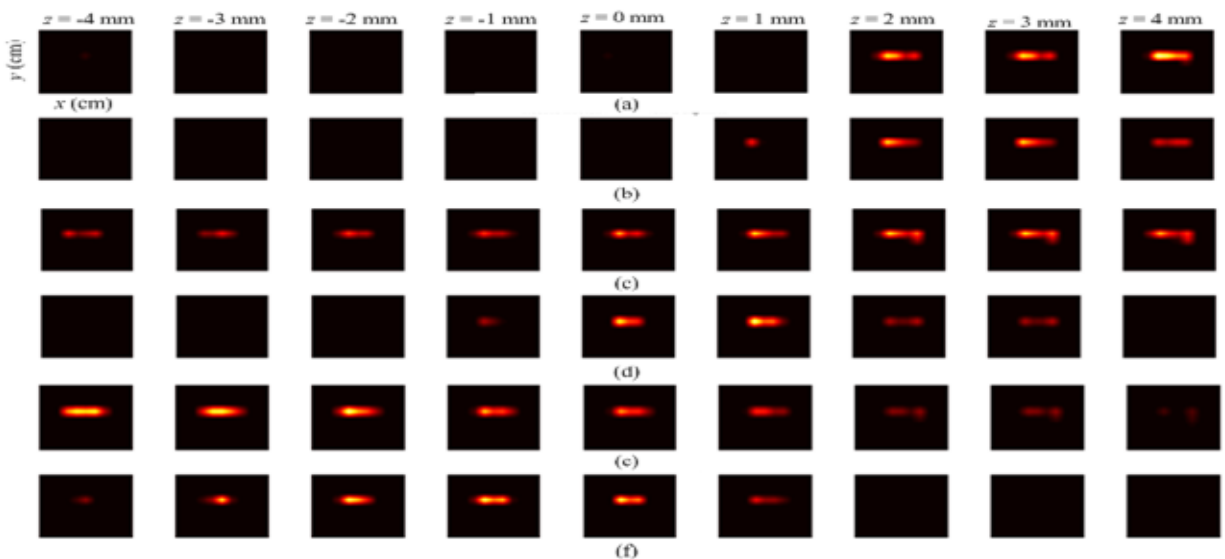 z = -4 mm z = -3 mm z = -2 mm z = -1 mm z = 0 mm z = 1 mm z = 2 mm z = 3 mm z = 4 mm
y (cm)
x (cm)
(a)
(b)
(c)
(d)
(e)
(f)